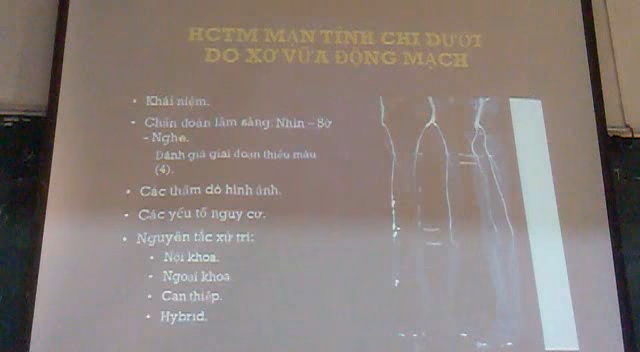 HCTM MẠN TÍNH CHI DƯỚI
DO XƠ VỮA ĐỘNG MẠCH
• Khái niệm.
• Chẩn đoán lâm sàng: Nhìn – Sờ
– Nghe.
Đánh giá giai đoạn thiếu máu
(4).
• Các thăm dò hình ảnh.
• Các yếu tố nguy cơ.
• Nguyên tắc xử trí:
• Nội khoa.
• Ngoại khoa
• Can thiệp.
• Hybrid.